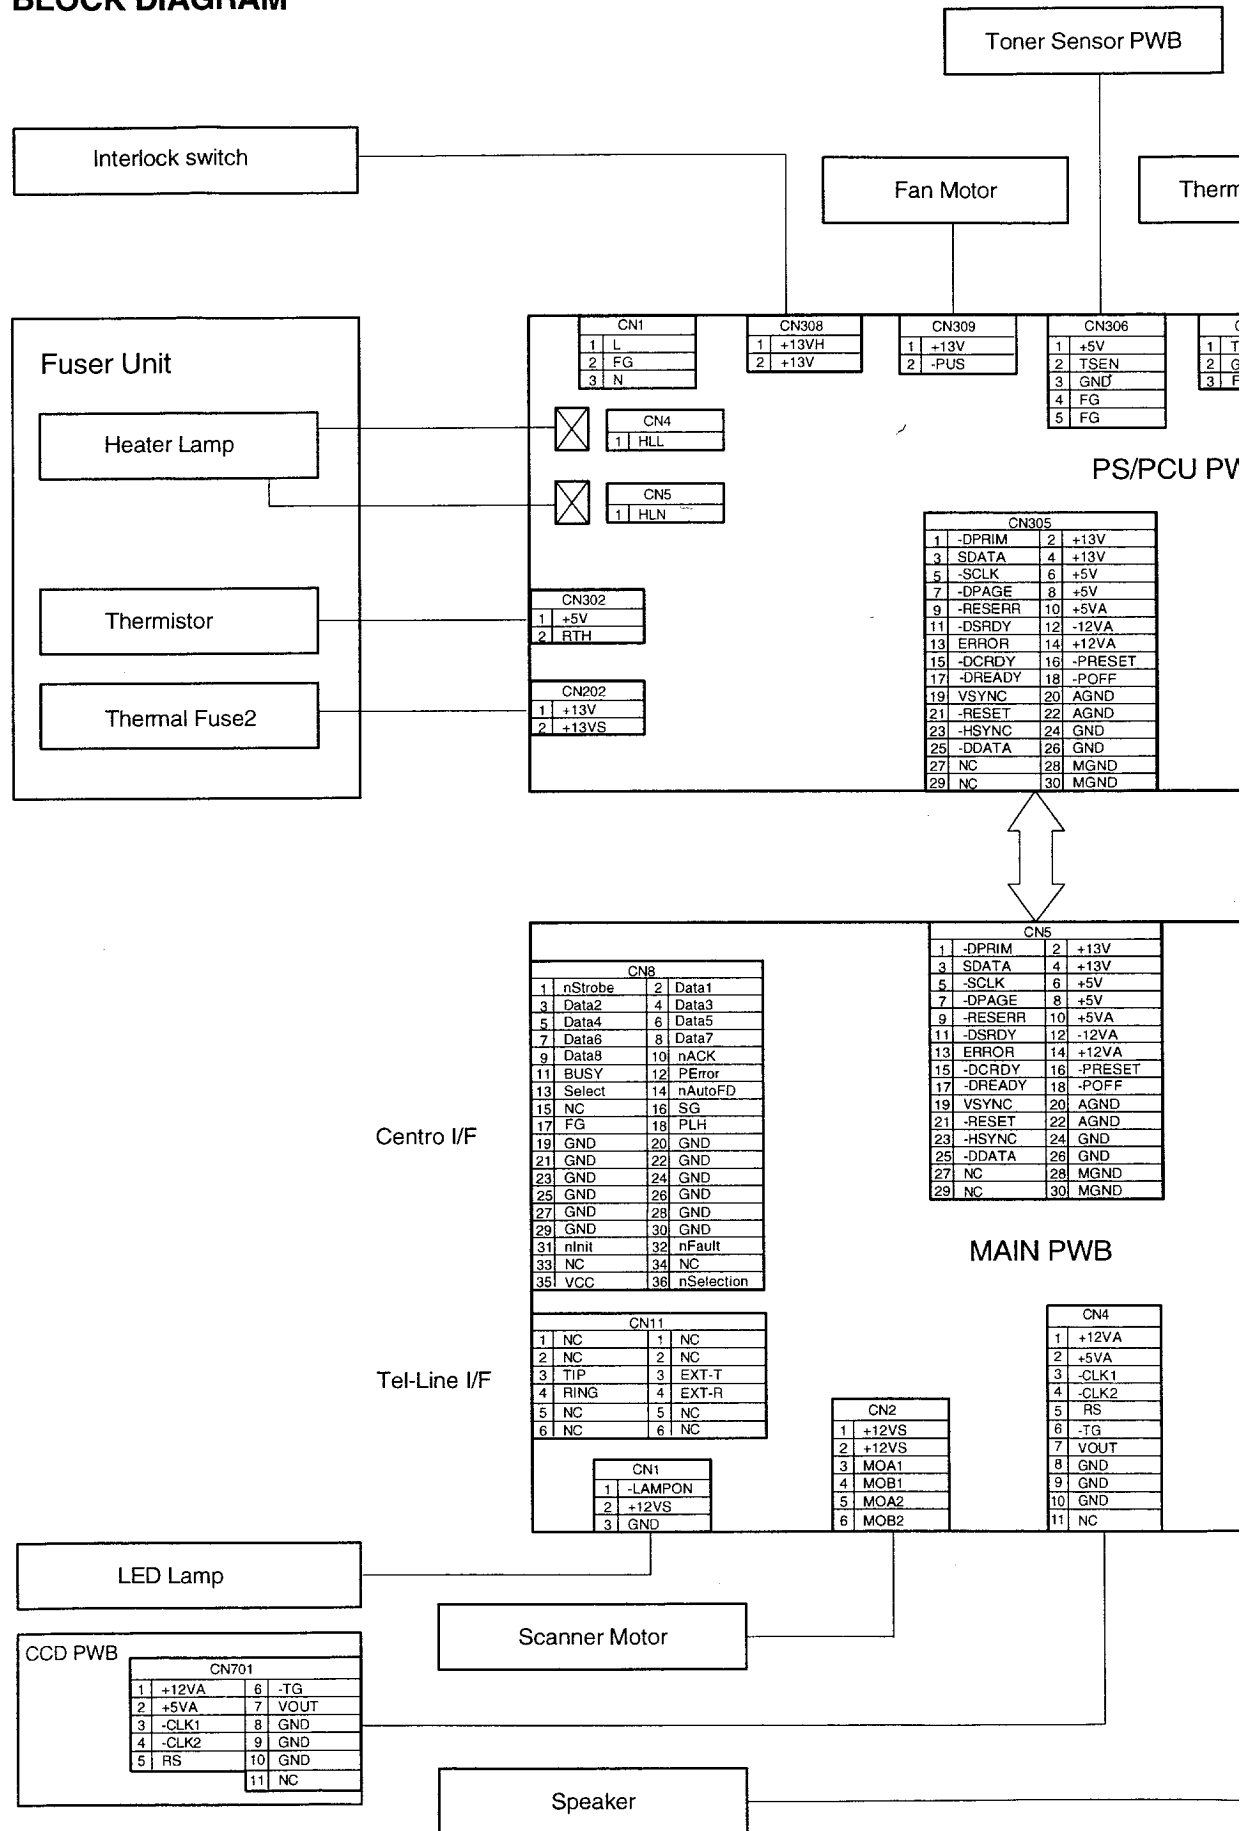 BLOCK DIAGRAM
Toner Sensor PWB
Interlock switch
Fan Motor
Therm
Fuser Unit
Heater Lamp
Thermistor
Thermal Fuse2
CN1
1 L
2 FG
3 N
CN308
1 +13VH
2 +13V
CN309
1 +13V
2 -PUS
CN306
1 +5V
2 TSEN
3 GND
4 FG
5 FG
C
1 T
2 G
3 F
CN4
1 HLL
CN5
1 HLN
PS/PCU PW
CN302
1 +5V
2 RTH
CN202
1 +13V
2 +13VS
CN305
1 -DPRIM 2 +13V
3 SDATA 4 +13V
5 -SCLK 6 +5V
7 -DPAGE 8 +5V
9 -RESERR 10 +5VA
11 -DSRDY 12 -12VA
13 ERROR 14 +12VA
15 -DCRDY 16 -PRESET
17 -DREADY 18 -POFF
19 VSYNC 20 AGND
21 -RESET 22 AGND
23 -HSYNC 24 GND
25 -DDATA 26 GND
27 NC 28 MGND
29 NC 30 MGND
CN5
1 -DPRIM 2 +13V
3 SDATA 4 +13V
5 -SCLK 6 +5V
7 -DPAGE 8 +5V
9 -RESERR 10 +5VA
11 -DSRDY 12 -12VA
13 ERROR 14 +12VA
15 -DCRDY 16 -PRESET
17 -DREADY 18 -POFF
19 VSYNC 20 AGND
21 -RESET 22 AGND
23 -HSYNC 24 GND
25 -DDATA 26 GND
27 NC 28 MGND
29 NC 30 MGND
Centro I/F
CN8
1 nStrobe 2 Data1
3 Data2 4 Data3
5 Data4 6 Data5
7 Data6 8 Data7
9 Data8 10 nACK
11 BUSY 12 PError
13 Select 14 nAutoFD
15 NC 16 SG
17 FG 18 PLH
19 GND 20 GND
21 GND 22 GND
23 GND 24 GND
25 GND 26 GND
27 GND 28 GND
29 GND 30 GND
31 nInit 32 nFault
33 NC 34 NC
35 VCC 36 nSelection
MAIN PWB
Tel-Line I/F
CN11
1 NC 1 NC
2 NC 2 NC
3 TIP 3 EXT-T
4 RING 4 EXT-R
5 NC 5 NC
6 NC 6 NC
CN1
1 -LAMPON
2 +12VS
3 GND
CN2
1 +12VS
2 +12VS
3 MOA1
4 MOB1
5 MOA2
6 MOB2
CN4
1 +12VA
2 +5VA
3 -CLK1
4 -CLK2
5 RS
6 -TG
7 VOUT
8 GND
9 GND
10 GND
11 NC
LED Lamp
Scanner Motor
CCD PWB
CN701
1 +12VA 6 -TG
2 +5VA 7 VOUT
3 -CLK1 8 GND
4 -CLK2 9 GND
5 RS 10 GND
11 NC
Speaker